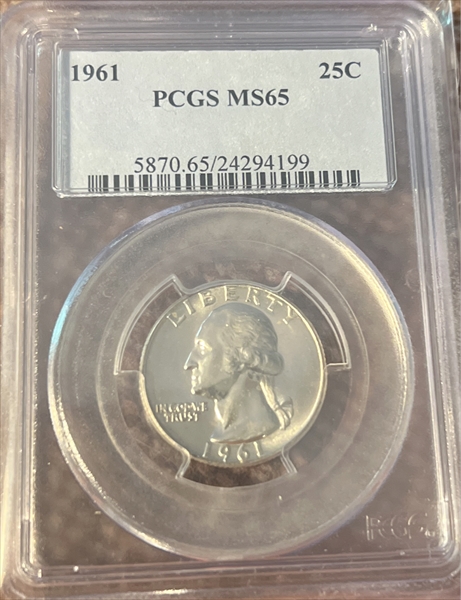 1961 25C
PCGS MS65
5870.65/24294199
LIBERTY
IN GOD WE
TRUST
1961
PCGS